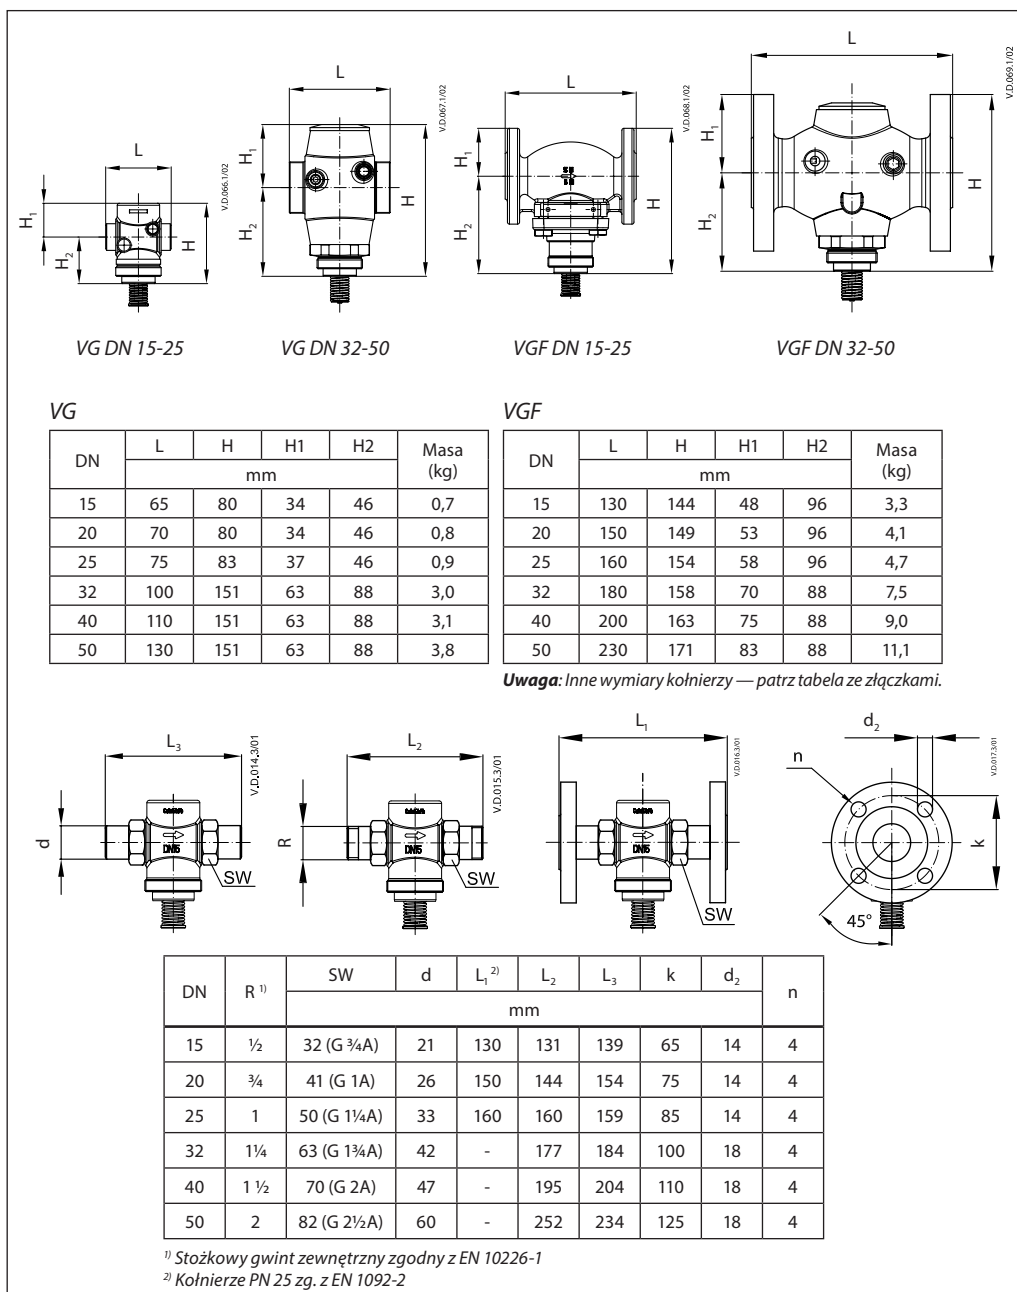 L
H1
H2
H
V.D.066.1/02
L
H1
H2
H
V.D.067.1/02
L
H1
H2
H
V.D.068.1/02
L
H1
H2
H
V.D.069.1/02
VG DN 15-25
VG DN 32-50
VGF DN 15-25
VGF DN 32-50
VG
DN L H H1 H2 Masa (kg)
mm
15 65 80 34 46 0,7
20 70 80 34 46 0,8
25 75 83 37 46 0,9
32 100 151 63 88 3,0
40 110 151 63 88 3,1
50 130 151 63 88 3,8
VGF
DN L H H1 H2 Masa (kg)
mm
15 130 144 48 96 3,3
20 150 149 53 96 4,1
25 160 154 58 96 4,7
32 180 158 70 88 7,5
40 200 163 75 88 9,0
50 230 171 83 88 11,1
Uwaga: Inne wymiary kołnierzy — patrz tabela ze złączkami.
L3
d
DN15
SW
V.D.014.3/01
L2
R
DN15
SW
V.D.015.3/01
L1
DN15
SW
V.D.016.3/01
d2
n
k
45°
V.D.017.3/01
DN R 1) SW d L1 2) L2 L3 k d2 n
mm
15 ½ 32 (G ¾A) 21 130 131 139 65 14 4
20 ¾ 41 (G 1A) 26 150 144 154 75 14 4
25 1 50 (G 1¼A) 33 160 160 159 85 14 4
32 1¼ 63 (G 1¾A) 42 - 177 184 100 18 4
40 1 ½ 70 (G 2A) 47 - 195 204 110 18 4
50 2 82 (G 2½A) 60 - 252 234 125 18 4
1) Stożkowy gwint zewnętrzny zgodny z EN 10226-1
2) Kołnierze PN 25 zg. z EN 1092-2